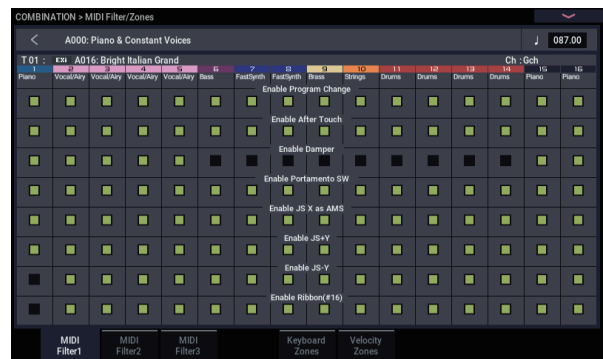 COMBINATION > MIDI Filter/Zones
A000: Piano & Constant Voices
♩ 087.00
T 01 : EXi A016: Bright Italian Grand Ch : Gch
1 2 3 4 5 6 7 8 9 10 11 12 13 14 15 16
Piano Vocal/Airy Vocal/Airy Vocal/Airy Vocal/Airy Bass FastSynth FastSynth Brass Strings Drums Drums Drums Drums Piano Piano
Enable Program Change
Enable After Touch
Enable Damper
Enable Portamento SW
Enable JS X as AMS
Enable JS+Y
Enable JS-Y
Enable Ribbon(#16)
MIDI MIDI MIDI Keyboard Velocity
Filter1 Filter2 Filter3 Zones Zones